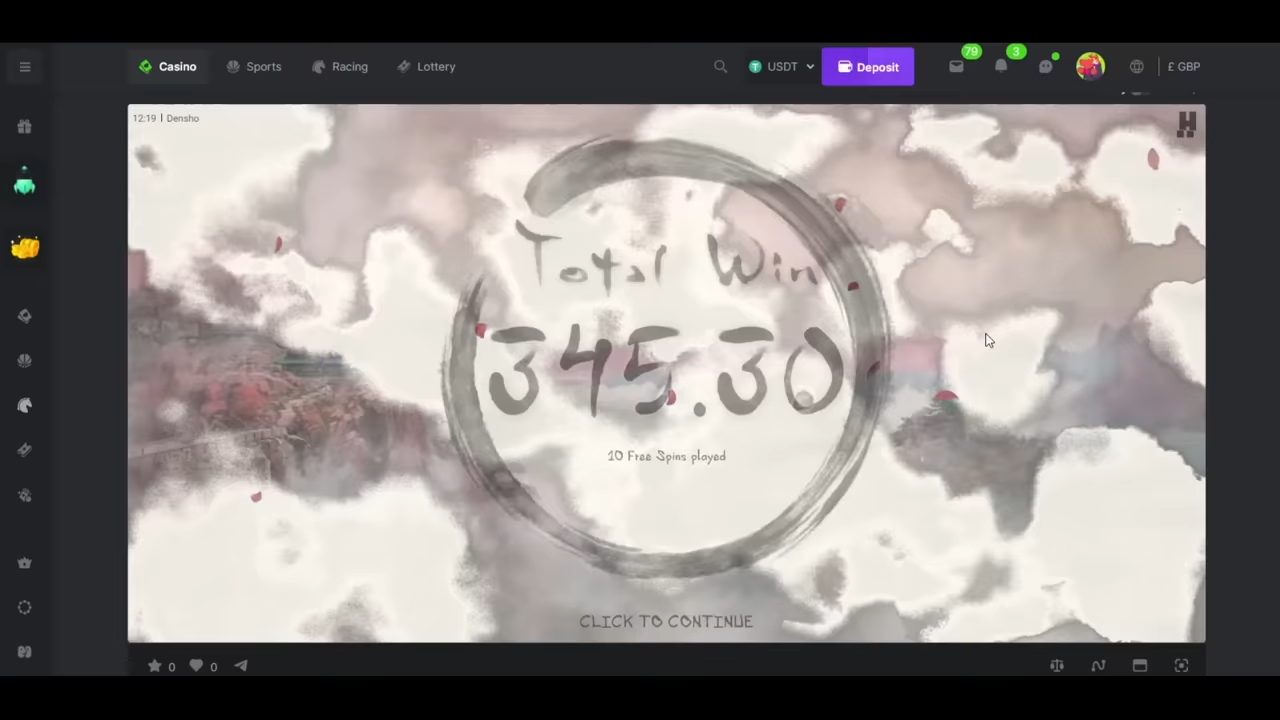 Casino
Sports
Racing
Lottery
USDT
Deposit
79
3
£ GBP
12:19 | Densho
Total Win
345.30
10 Free Spins played
CLICK TO CONTINUE
0
0